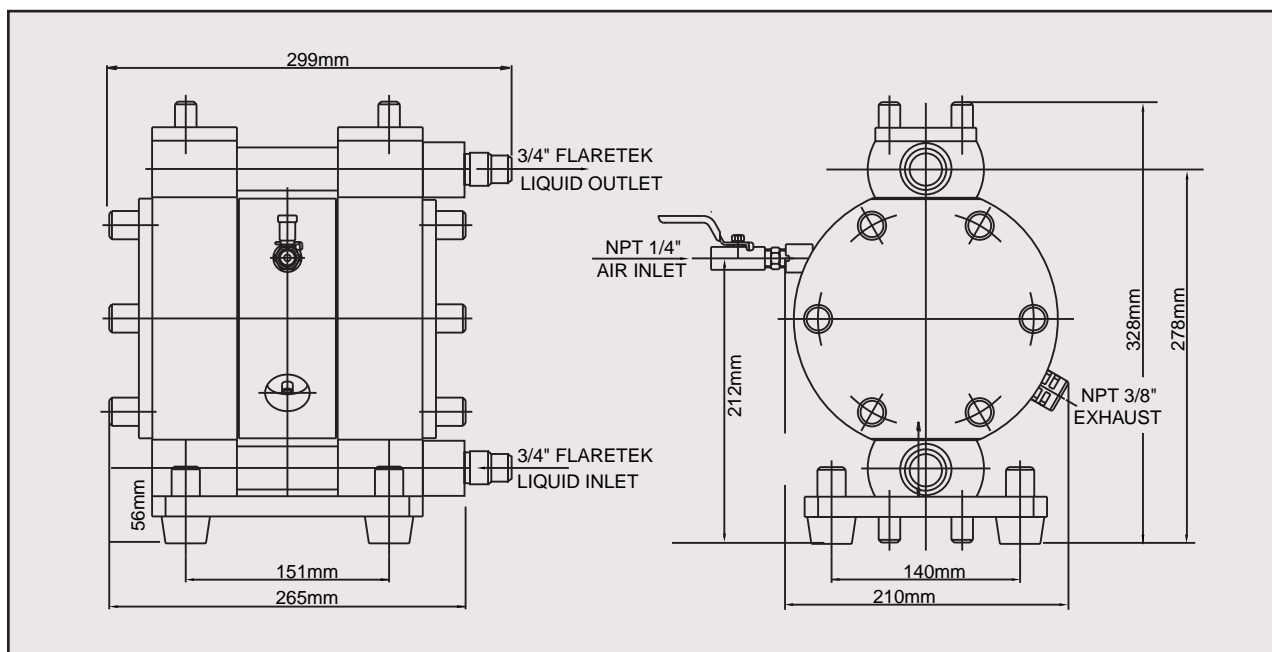 299mm
3/4" FLARETEK
LIQUID OUTLET
3/4" FLARETEK
LIQUID INLET
56mm
151mm
265mm
NPT 1/4"
AIR INLET
212mm
328mm
278mm
NPT 3/8"
EXHAUST
140mm
210mm